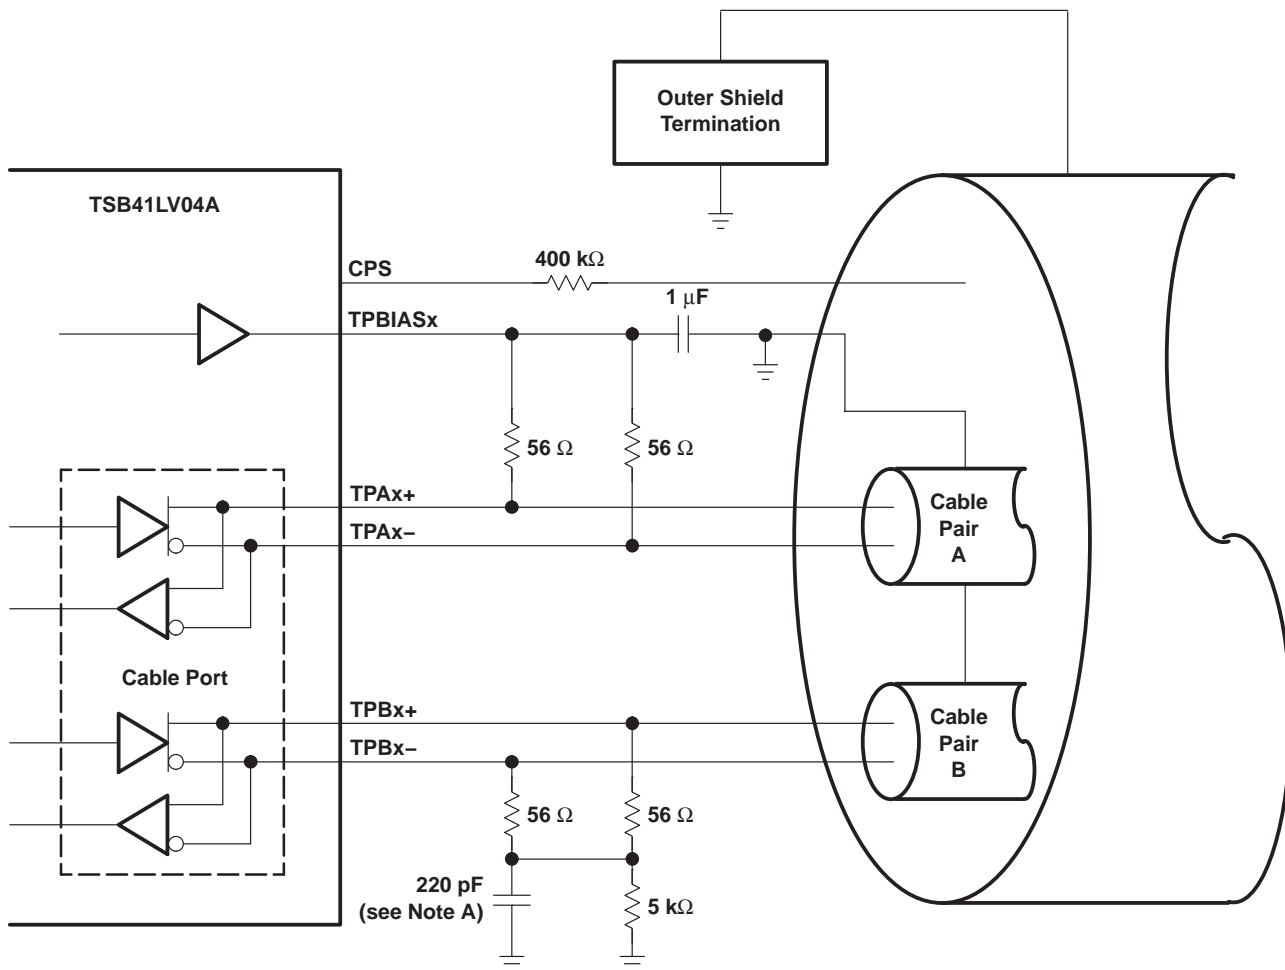 Outer Shield
Termination
TSB41LV04A
CPS
400 kΩ
1 µF
TPBIASx
56 Ω
56 Ω
TPAx+
TPAx–
Cable
Pair
A
Cable Port
TPBx+
TPBx–
Cable
Pair
B
56 Ω
56 Ω
220 pF
(see Note A)
5 kΩ